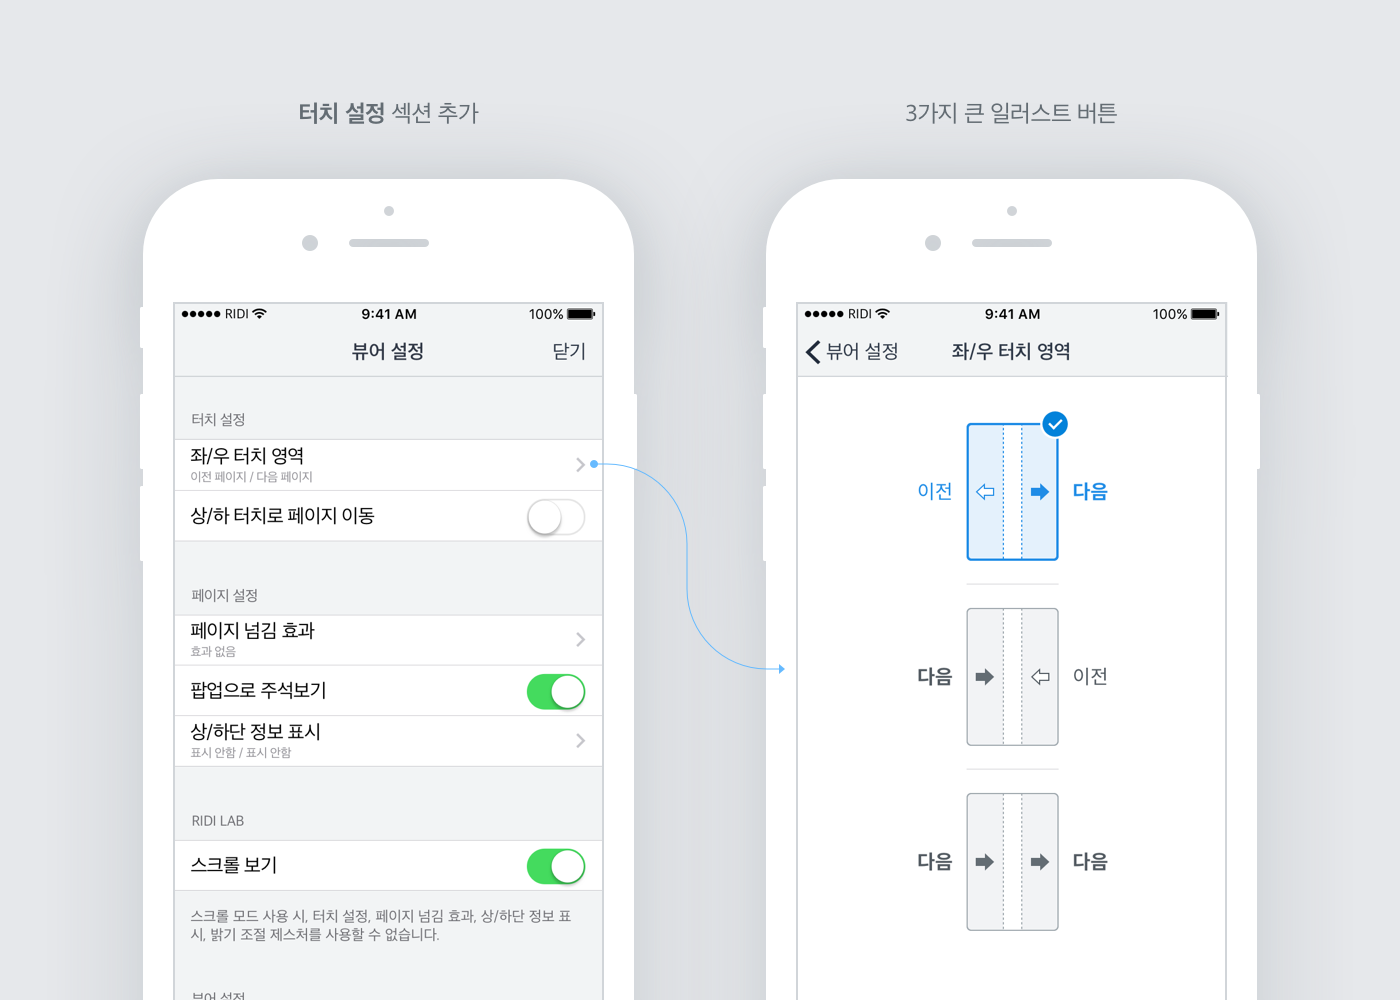 터치 설정 섹션 추가
RIDI
9:41 AM
100%
뷰어 설정
닫기
터치 설정
좌/우 터치 영역
이전 페이지 / 다음 페이지
상/하 터치로 페이지 이동
페이지 설정
페이지 넘김 효과
효과 없음
팝업으로 주석보기
상/하단 정보 표시
표시 안함 / 표시 안함
RIDI LAB
스크롤 보기
스크롤 모드 사용 시, 터치 설정, 페이지 넘김 효과, 상/하단 정보 표
시, 밝기 조절 제스처를 사용할 수 없습니다.
뷰어 설정
3가지 큰 일러스트 버튼
RIDI
9:41 AM
100%
뷰어 설정
좌/우 터치 영역
이전
다음
다음
이전
다음
다음